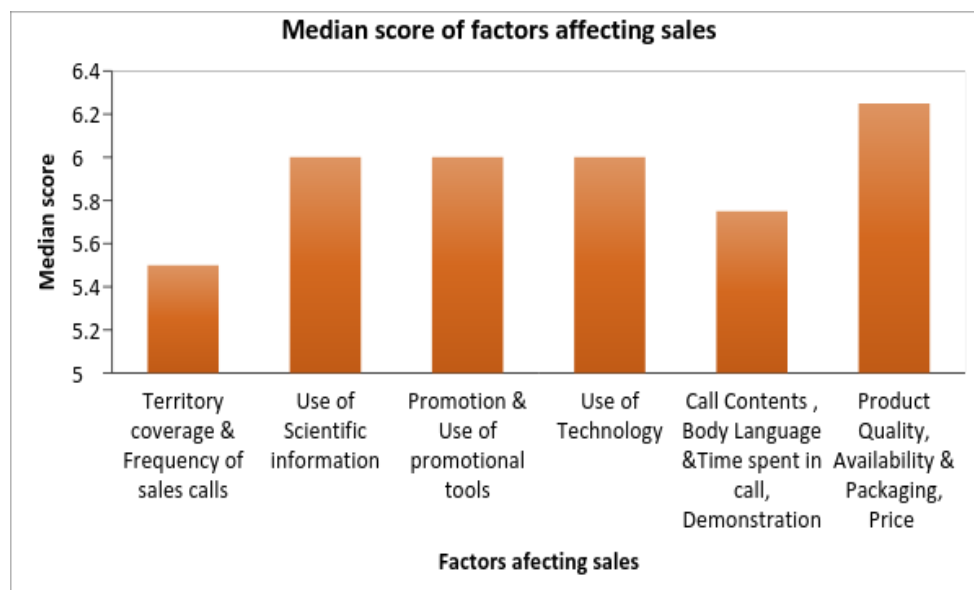 Median score of factors affecting sales
Median score
6.4
6.2
6
5.8
5.6
5.4
5.2
5
Territory
coverage &
Frequency of
sales calls
Use of
Scientific
information
Promotion &
Use of
promotional
tools
Use of
Technology
Call Contents ,
Body Language
&Time spent in
call,
Demonstration
Product
Quality,
Availability &
Packaging,
Price
Factors afecting sales